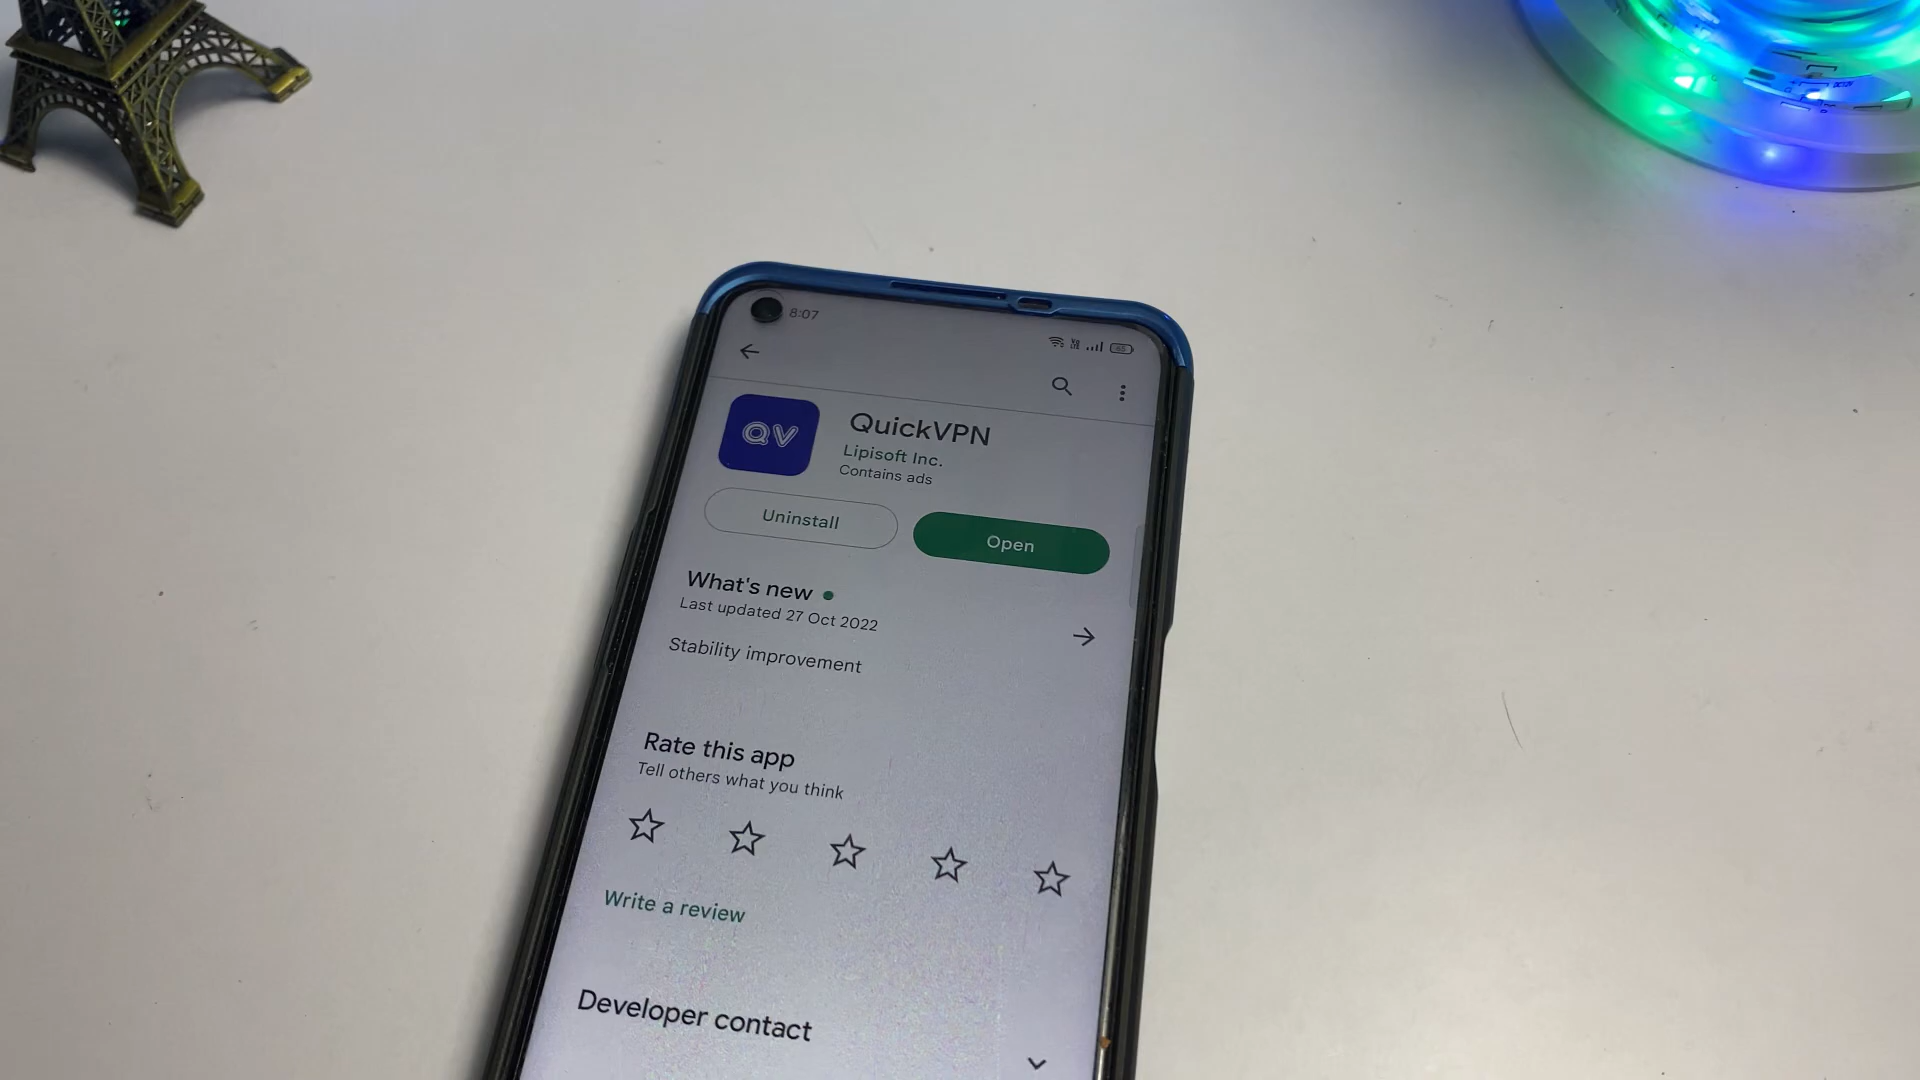 8:07
65
QV
QuickVPN
Lipisoft Inc.
Contains ads
Uninstall
Open
What's new
Last updated 27 Oct 2022
Stability improvement
Rate this app
Tell others what you think
Write a review
Developer contact